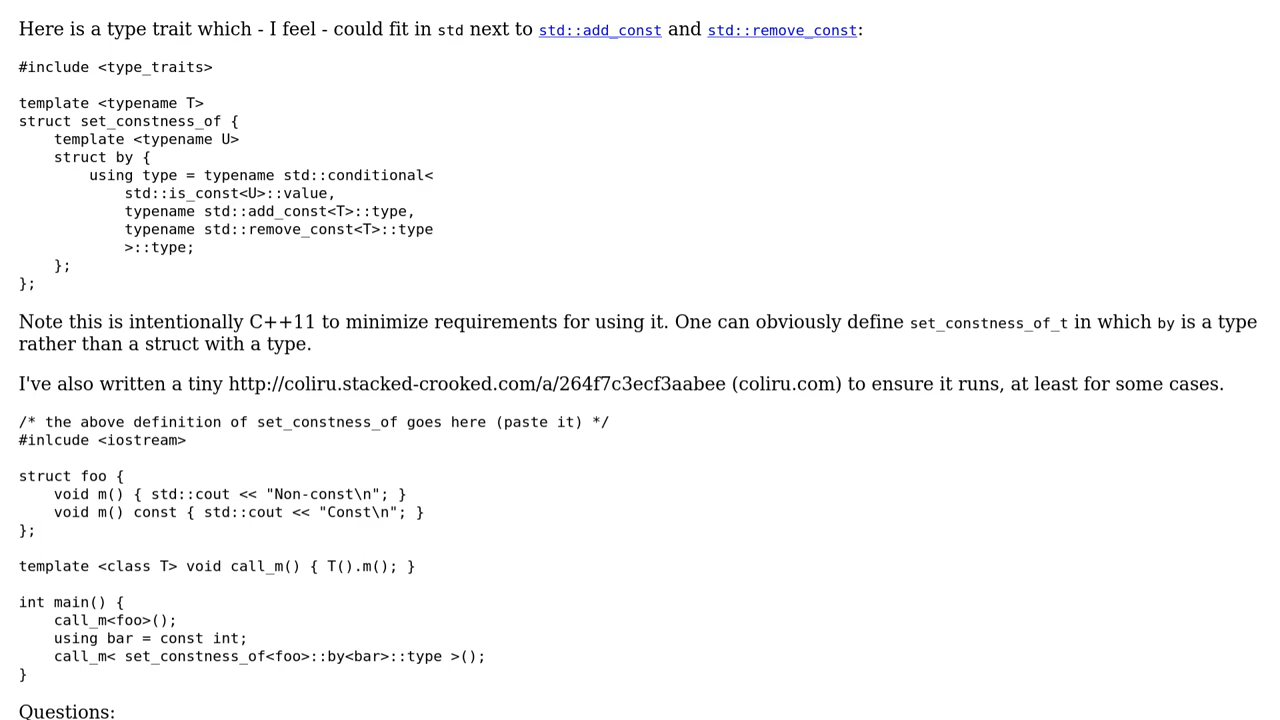 Here is a type trait which - I feel - could fit in std next to std::add_const and std::remove_const:
#include <type_traits>
template <typename T>
struct set_constness_of {
    template <typename U>
    struct by {
        using type = typename std::conditional<
            std::is_const<U>::value,
            typename std::add_const<T>::type,
            typename std::remove_const<T>::type
            >::type;
    };
};
Note this is intentionally C++11 to minimize requirements for using it. One can obviously define set_constness_of_t in which by is a type
rather than a struct with a type.
I've also written a tiny http://coliru.stacked-crooked.com/a/264f7c3ecf3aabee (coliru.com) to ensure it runs, at least for some cases.
/* the above definition of set_constness_of goes here (paste it) */
#inlcude <iostream>
struct foo {
    void m() { std::cout << "Non-const\n"; }
    void m() const { std::cout << "Const\n"; }
};
template <class T> void call_m() { T().m(); }
int main() {
    call_m<foo>();
    using bar = const int;
    call_m< set_constness_of<foo>::by<bar>::type >();
}
Questions: